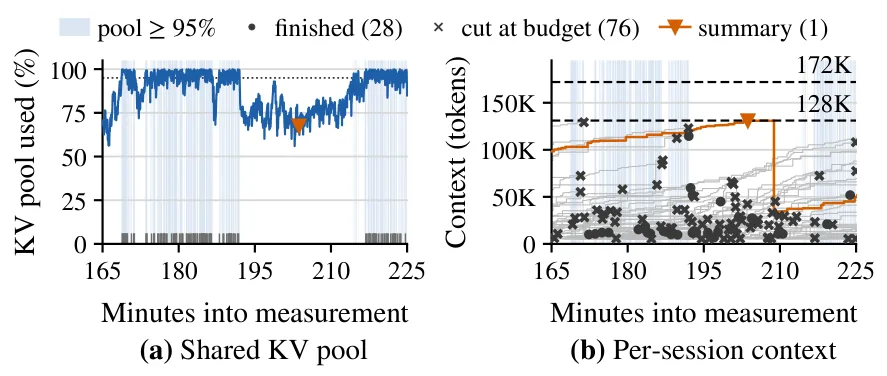 pool ≥ 95% finished (28) cut at budget (76) summary (1)
KV pool used (%)
100
75
50
25
0
165 180 195 210 225
Minutes into measurement
(a) Shared KV pool
Context (tokens)
172K
128K
150K
100K
50K
0
165 180 195 210 225
Minutes into measurement
(b) Per-session context